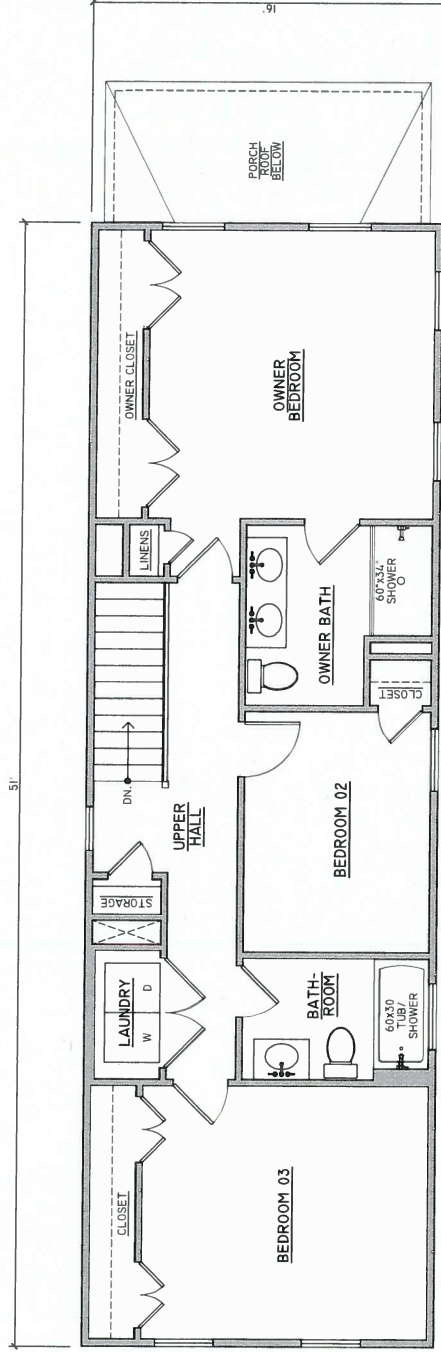 16'
51'
PORCH
ROOF
BELOW
OWNER CLOSET
OWNER
BEDROOM
LINENS
60"X34"
SHOWER
OWNER BATH
CLOSET
DN.
UPPER
HALL
BEDROOM 02
STORAGE
LAUNDRY
W D
BATH-
ROOM
60X30
TUB/
SHOWER
CLOSET
BEDROOM 03